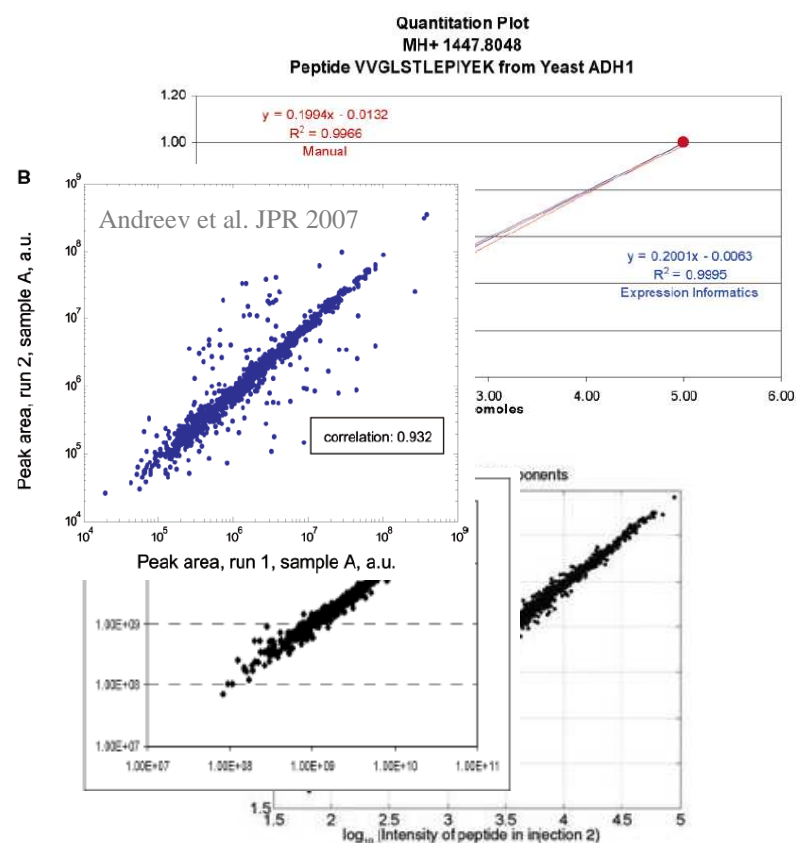 Quantitation Plot
MH+ 1447.8048
Peptide VVGLSTLEPIYEK from Yeast ADH1
1.20
y = 0.1994x - 0.0132
R² = 0.9966
Manual
1.00
B
10⁹
Andreev et al. JPR 2007
10⁸
10⁷
10⁶
10⁵
10⁴
Peak area, run 2, sample A, a.u.
correlation: 0.932
10⁴ 10⁵ 10⁶ 10⁷ 10⁸ 10⁹
Peak area, run 1, sample A, a.u.
y = 0.2001x - 0.0063
R² = 0.9995
Expression Informatics
3.00 4.00 5.00 6.00
omoles
onents
1.00E+09
1.00E+08
1.00E+07
1.00E+07 1.00E+08 1.00E+09 1.00E+10 1.00E+11
1.5
1.5 2 2.5 3 3.5 4 4.5 5
log₁₀ (Intensity of peptide in injection 2)